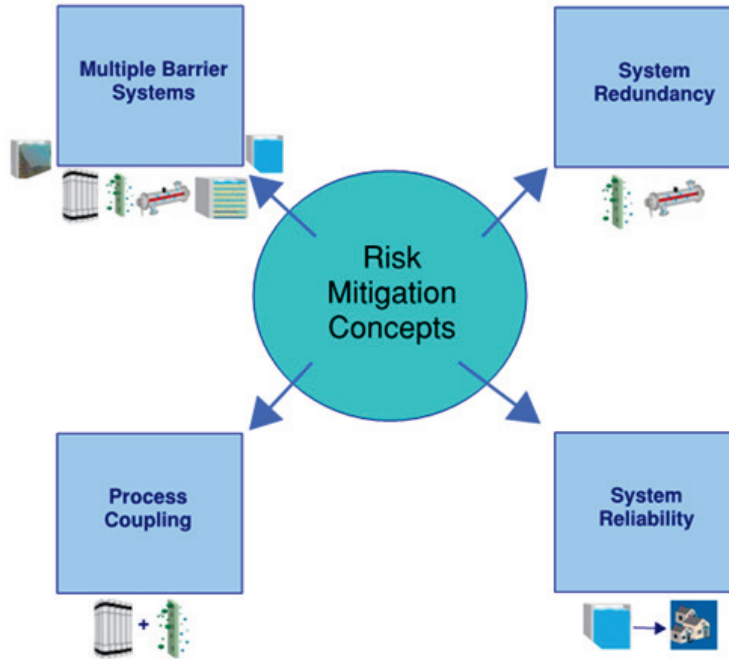 Multiple Barrier
Systems
System
Redundancy
Risk
Mitigation
Concepts
Process
Coupling
System
Reliability
+